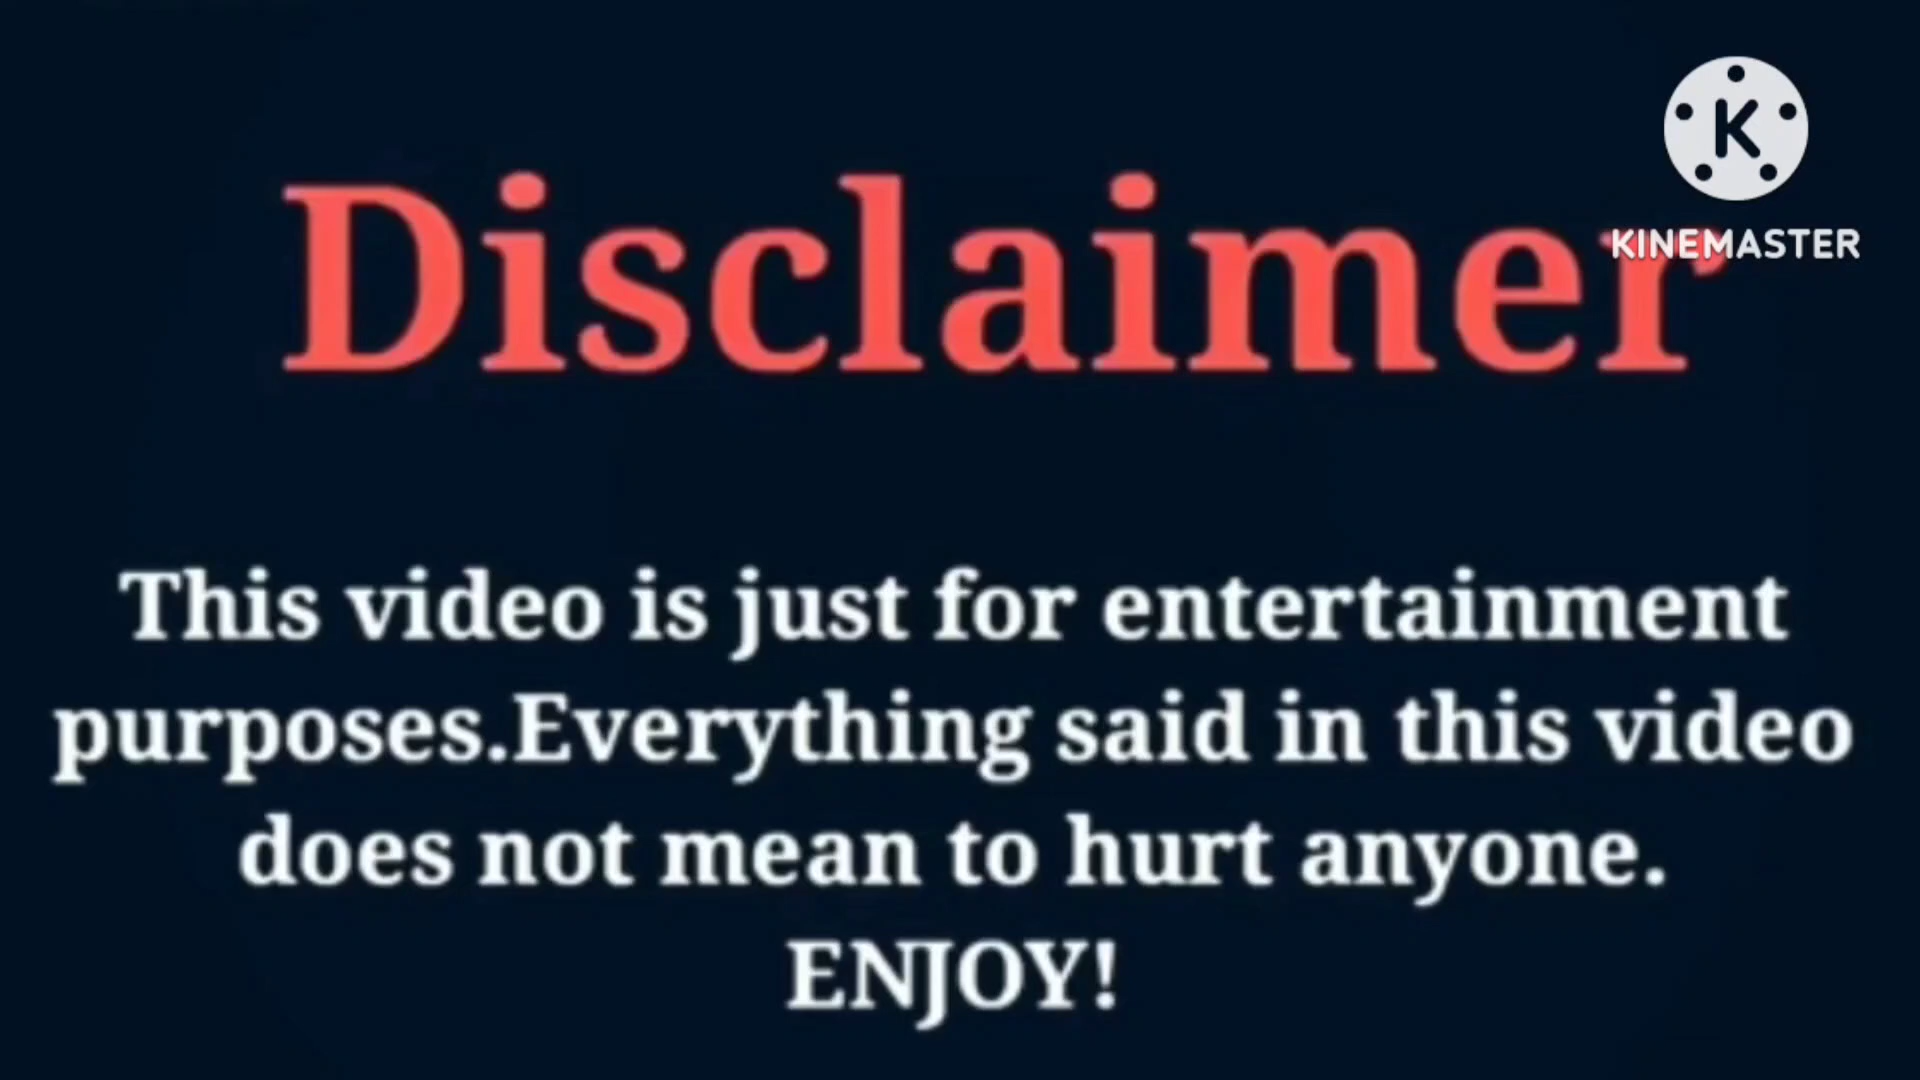 K
KINEMASTER
Disclaimer
This video is just for entertainment
purposes.Everything said in this video
does not mean to hurt anyone.
ENJOY!